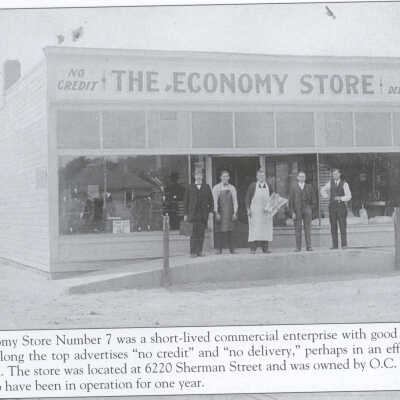 NO CREDIT THE ECONOMY STORE DEL
omy Store Number 7 was a short-lived commercial enterprise with good
long the top advertises “no credit” and “no delivery,” perhaps in an eff
. The store was located at 6220 Sherman Street and was owned by O.C.
o have been in operation for one year.